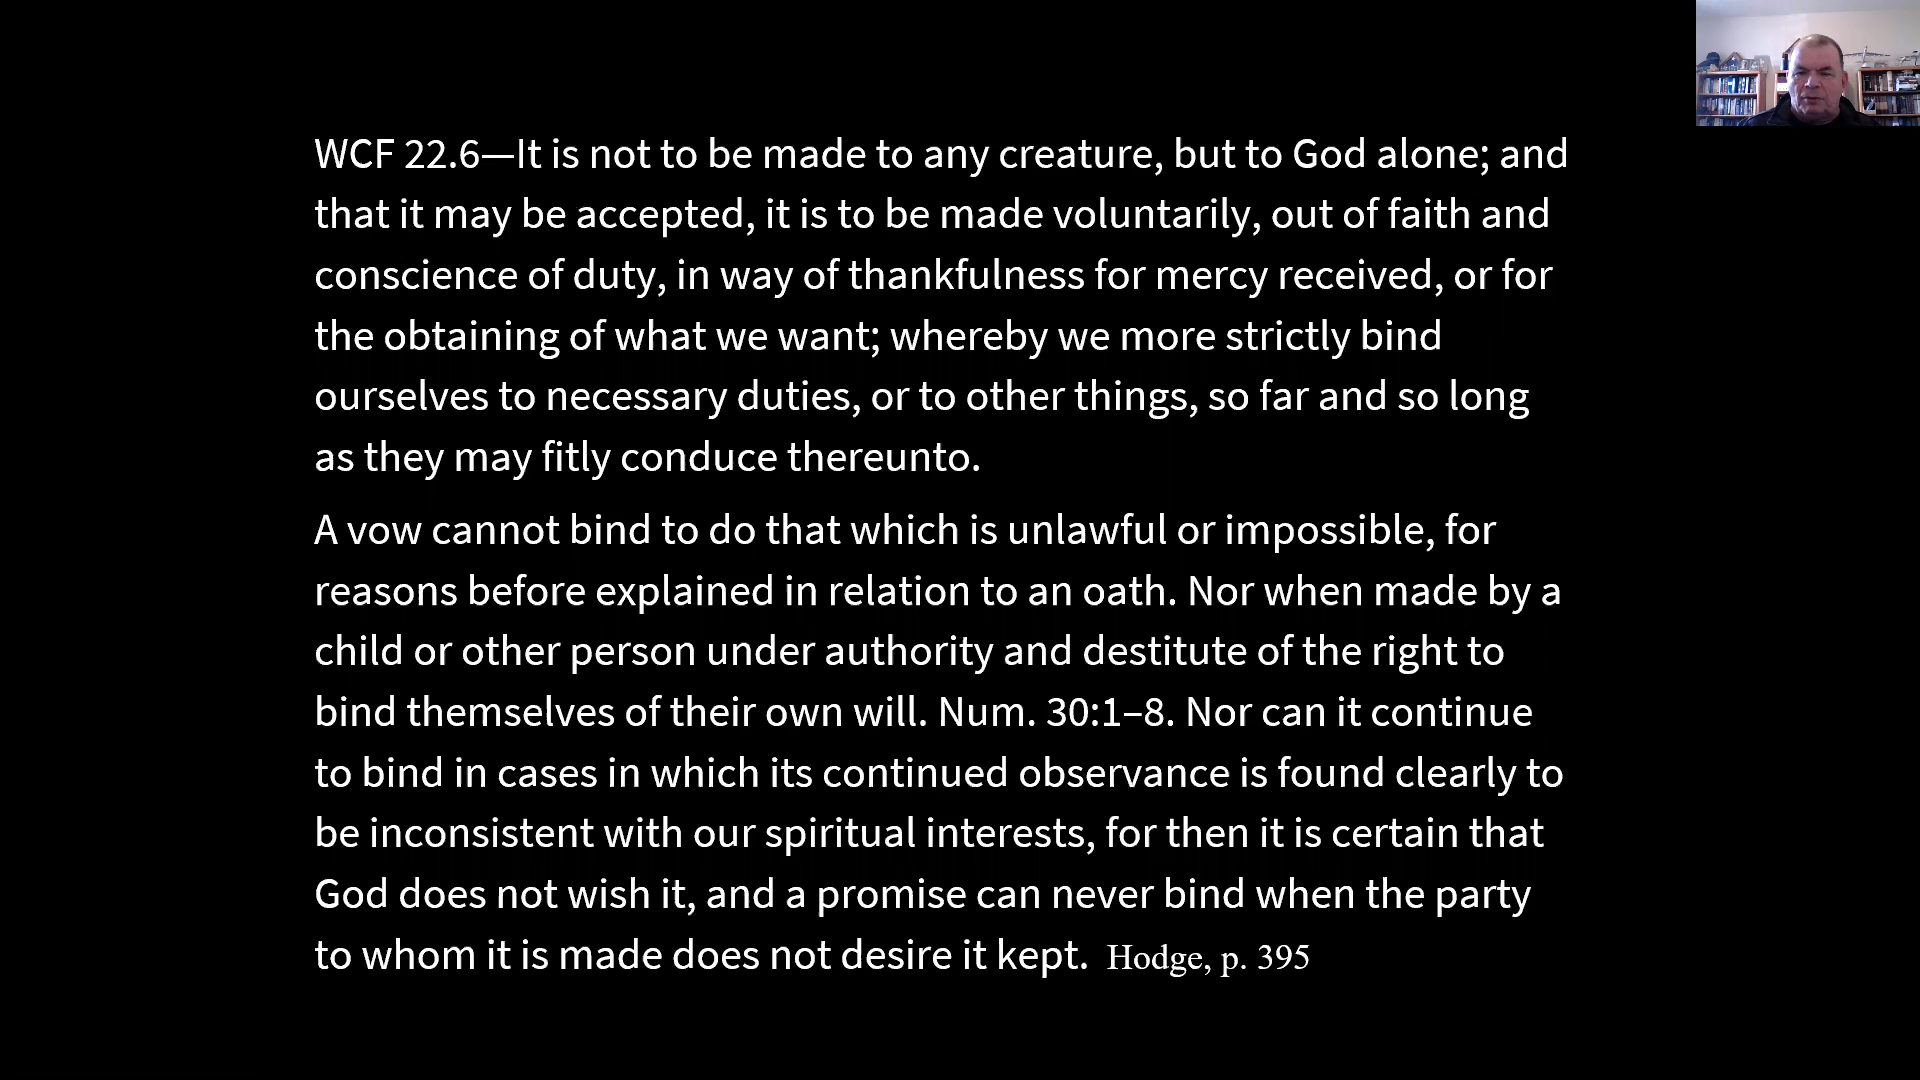 WCF 22.6—It is not to be made to any creature, but to God alone; and
that it may be accepted, it is to be made voluntarily, out of faith and
conscience of duty, in way of thankfulness for mercy received, or for
the obtaining of what we want; whereby we more strictly bind
ourselves to necessary duties, or to other things, so far and so long
as they may fitly conduce thereunto.
A vow cannot bind to do that which is unlawful or impossible, for
reasons before explained in relation to an oath. Nor when made by a
child or other person under authority and destitute of the right to
bind themselves of their own will. Num. 30:1–8. Nor can it continue
to bind in cases in which its continued observance is found clearly to
be inconsistent with our spiritual interests, for then it is certain that
God does not wish it, and a promise can never bind when the party
to whom it is made does not desire it kept. Hodge, p. 395